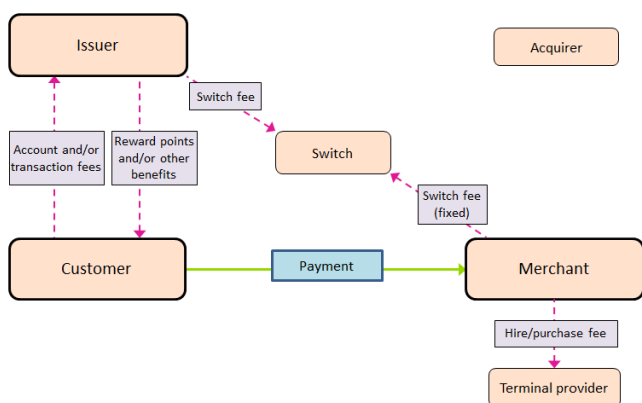 Issuer
Acquirer
Switch fee
Switch
Account and/or
transaction fees
Reward points
and/or other
benefits
Switch fee
(fixed)
Customer
Payment
Merchant
Hire/purchase fee
Terminal provider